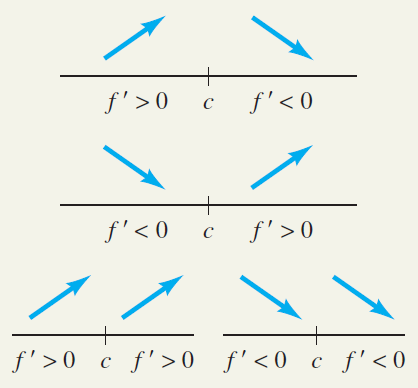 f′ > 0 c f′ < 0
f′ < 0 c f′ > 0
f′ > 0 c f′ > 0 f′ < 0 c f′ < 0